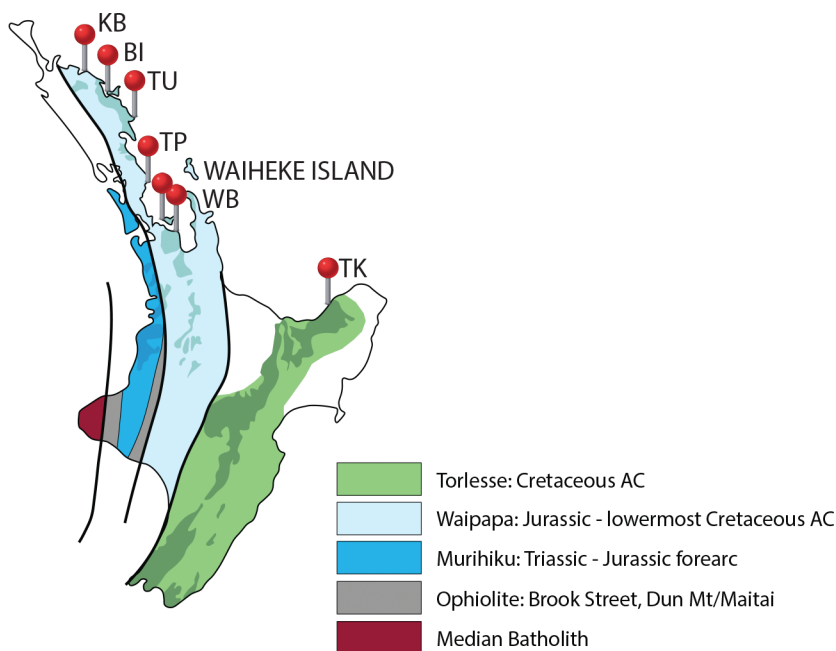 KB
BI
TU
TP
WAIHEKE ISLAND
WB
TK
Torlesse: Cretaceous AC
Waipapa: Jurassic - lowermost Cretaceous AC
Murihiku: Triassic - Jurassic forearc
Ophiolite: Brook Street, Dun Mt/Maitai
Median Batholith